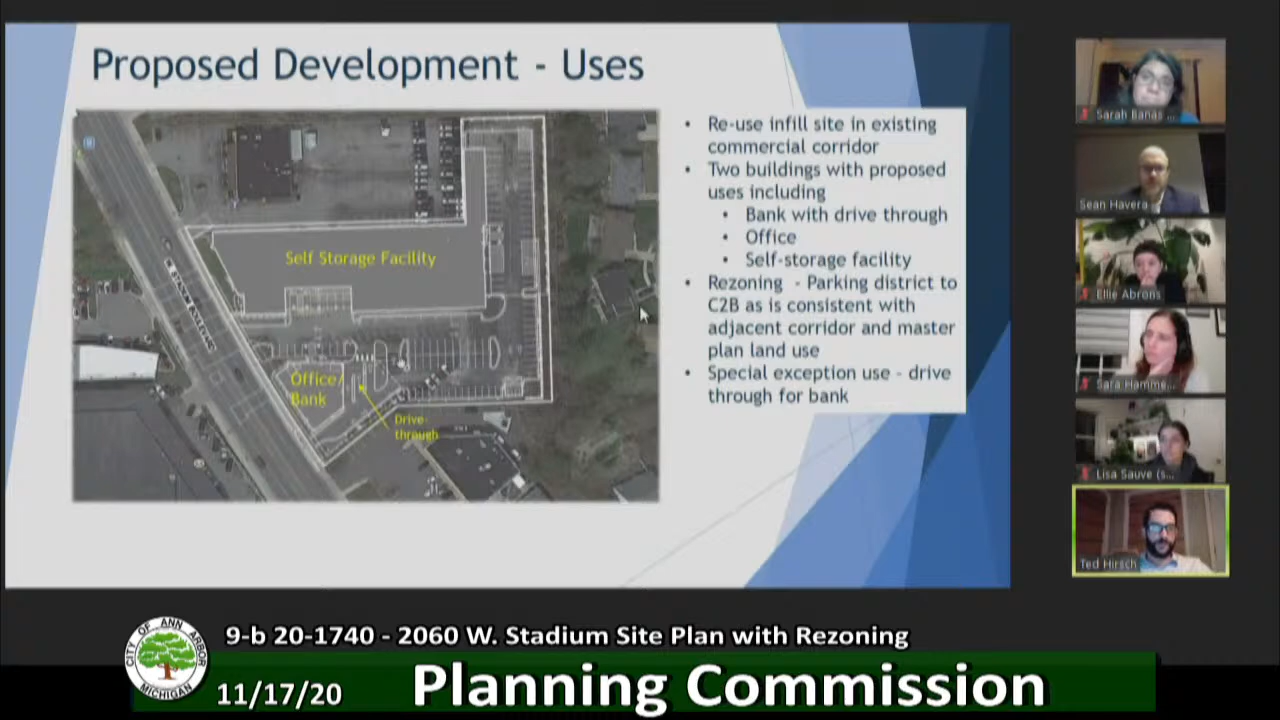 Proposed Development - Uses
Self Storage Facility
W. STADIUM BOULEVARD
Office/
Bank
Drive-
through
• Re-use infill site in existing
commercial corridor
• Two buildings with proposed
uses including
• Bank with drive through
• Office
• Self-storage facility
• Rezoning - Parking district to
C2B as is consistent with
adjacent corridor and master
plan land use
• Special exception use - drive
through for bank
Sarah Banas ...
Sean Havera
Ellie Abrons
Sara Hamme...
Lisa Sauve (s...
Ted Hirsch
CITY OF ANN ARBOR
MICHIGAN
9-b 20-1740 - 2060 W. Stadium Site Plan with Rezoning
11/17/20
Planning Commission